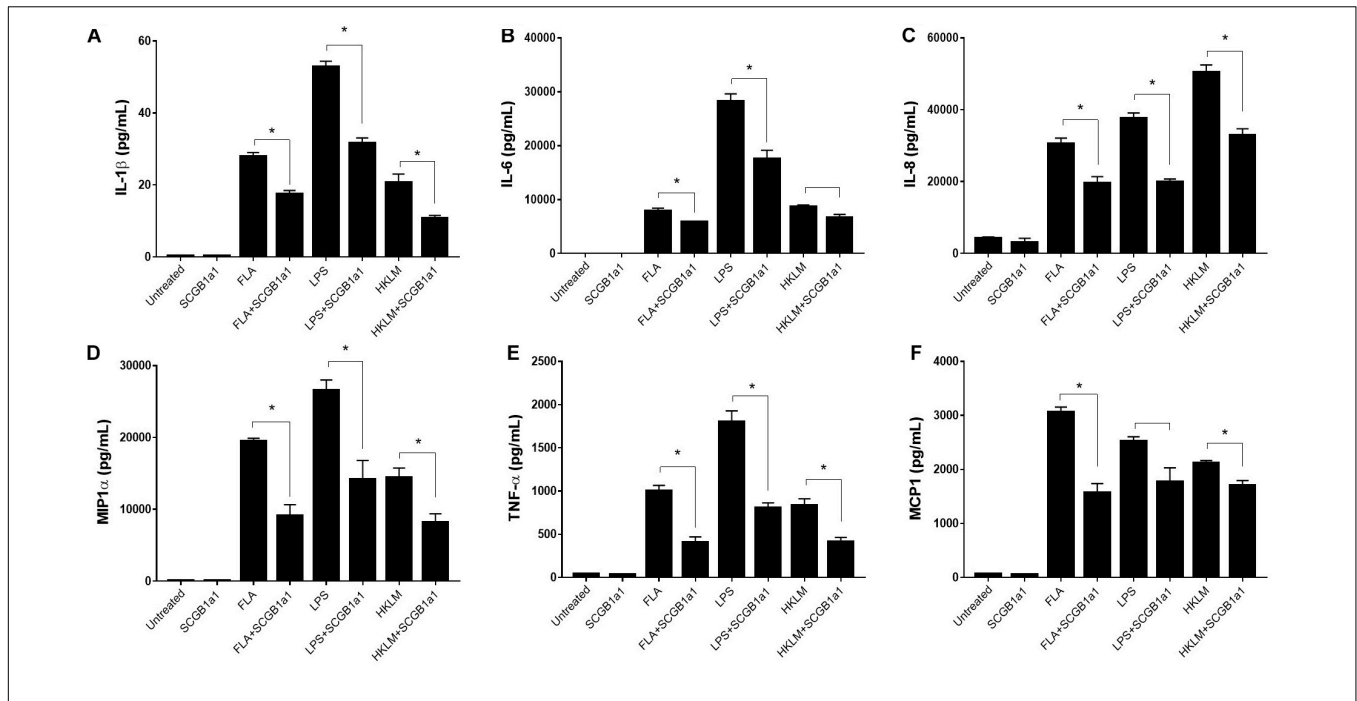 A
IL-1β (pg/mL)
60
40
20
0
*
*
*
Untreated
SCGB1a1
FLA
FLA+SCGB1a1
LPS
LPS+SCGB1a1
HKLM
HKLM+SCGB1a1
B
IL-6 (pg/mL)
40000
30000
20000
10000
0
*
*
Untreated
SCGB1a1
FLA
FLA+SCGB1a1
LPS
LPS+SCGB1a1
HKLM
HKLM+SCGB1a1
C
IL-8 (pg/mL)
60000
40000
20000
0
*
*
*
Untreated
SCGB1a1
FLA
FLA+SCGB1a1
LPS
LPS+SCGB1a1
HKLM
HKLM+SCGB1a1
D
MIP1α (pg/mL)
30000
20000
10000
0
*
*
*
Untreated
SCGB1a1
FLA
FLA+SCGB1a1
LPS
LPS+SCGB1a1
HKLM
HKLM+SCGB1a1
E
TNF-α (pg/mL)
2500
2000
1500
1000
500
0
*
*
*
Untreated
SCGB1a1
FLA
FLA+SCGB1a1
LPS
LPS+SCGB1a1
HKLM
HKLM+SCGB1a1
F
MCP1 (pg/mL)
4000
3000
2000
1000
0
*
*
Untreated
SCGB1a1
FLA
FLA+SCGB1a1
LPS
LPS+SCGB1a1
HKLM
HKLM+SCGB1a1